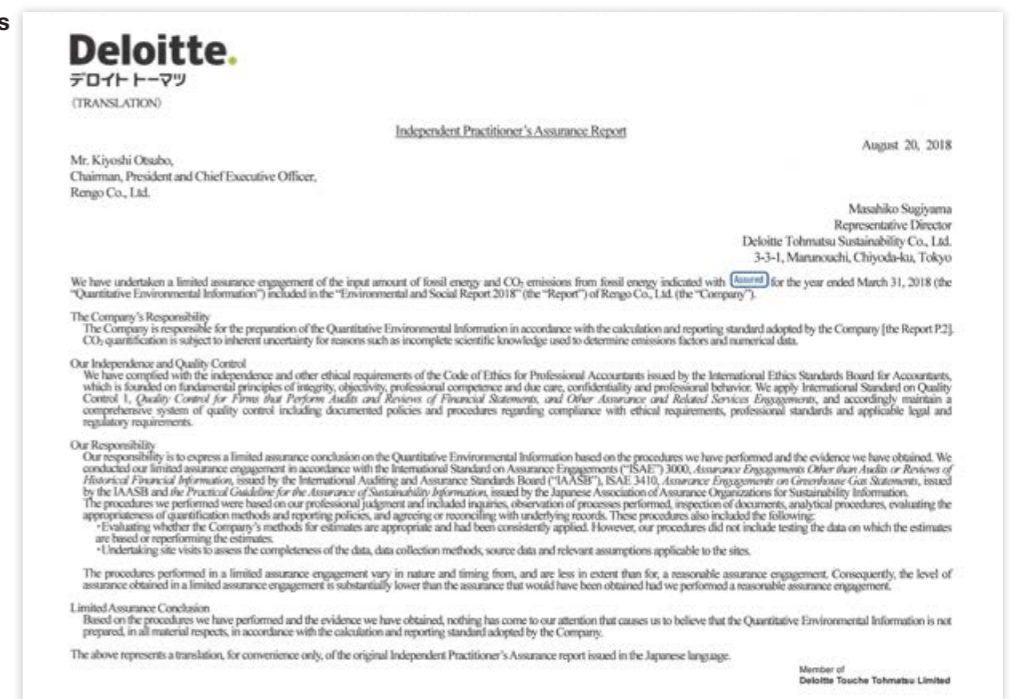 s
Deloitte.
デロイト トーマツ
(TRANSLATION)
Independent Practitioner's Assurance Report
August 20, 2018
Mr. Kiyoshi Otsubo,
Chairman, President and Chief Executive Officer,
Rengo Co., Ltd.
Masahiko Sugiyama
Representative Director
Deloitte Tohmatsu Sustainability Co., Ltd.
3-3-1, Marunouchi, Chiyoda-ku, Tokyo
We have undertaken a limited assurance engagement of the input amount of fossil energy and CO₂ emissions from fossil energy indicated with Assured for the year ended March 31, 2018 (the
"Quantitative Environmental Information") included in the "Environmental and Social Report 2018" (the "Report") of Rengo Co., Ltd. (the "Company").
The Company's Responsibility
The Company is responsible for the preparation of the Quantitative Environmental Information in accordance with the calculation and reporting standard adopted by the Company [the Report P.2].
CO₂ quantification is subject to inherent uncertainty for reasons such as incomplete scientific knowledge used to determine emissions factors and numerical data.
Our Independence and Quality Control
We have complied with the independence and other ethical requirements of the Code of Ethics for Professional Accountants issued by the International Ethics Standards Board for Accountants,
which is founded on fundamental principles of integrity, objectivity, professional competence and due care, confidentiality and professional behavior. We apply International Standard on Quality
Control 1, Quality Control for Firms that Perform Audits and Reviews of Financial Statements, and Other Assurance and Related Services Engagements, and accordingly maintain a
comprehensive system of quality control including documented policies and procedures regarding compliance with ethical requirements, professional standards and applicable legal and
regulatory requirements.
Our Responsibility
Our responsibility is to express a limited assurance conclusion on the Quantitative Environmental Information based on the procedures we have performed and the evidence we have obtained. We
conducted our limited assurance engagement in accordance with the International Standard on Assurance Engagements ("ISAE") 3000, Assurance Engagements Other than Audits or Reviews of
Historical Financial Information, issued by the International Auditing and Assurance Standards Board ("IAASB"), ISAE 3410, Assurance Engagements on Greenhouse Gas Statements, issued
by the IAASB and the Practical Guideline for the Assurance of Sustainability Information, issued by the Japanese Association of Assurance Organizations for Sustainability Information.
The procedures we performed were based on our professional judgment and included inquiries, observation of processes performed, inspection of documents, analytical procedures, evaluating the
appropriateness of quantification methods and reporting policies, and agreeing or reconciling with underlying records. These procedures also included the following:
・Evaluating whether the Company's methods for estimates are appropriate and had been consistently applied. However, our procedures did not include testing the data on which the estimates
are based or reperforming the estimates.
・Undertaking site visits to assess the completeness of the data, data collection methods, source data and relevant assumptions applicable to the sites.
The procedures performed in a limited assurance engagement vary in nature and timing from, and are less in extent than for, a reasonable assurance engagement. Consequently, the level of
assurance obtained in a limited assurance engagement is substantially lower than the assurance that would have been obtained had we performed a reasonable assurance engagement.
Limited Assurance Conclusion
Based on the procedures we have performed and the evidence we have obtained, nothing has come to our attention that causes us to believe that the Quantitative Environmental Information is not
prepared, in all material respects, in accordance with the calculation and reporting standard adopted by the Company.
The above represents a translation, for convenience only, of the original Independent Practitioner's Assurance report issued in the Japanese language.
Member of
Deloitte Touche Tohmatsu Limited